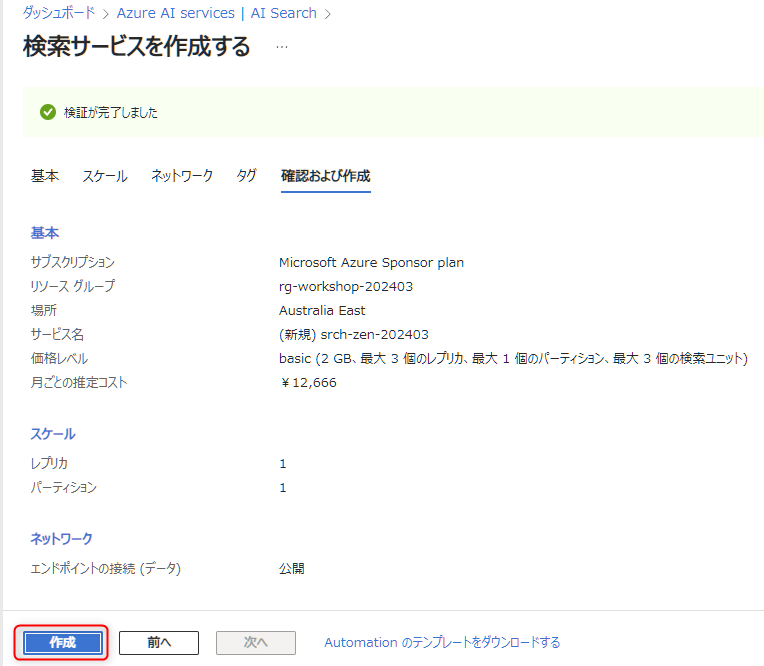 ダッシュボード > Azure AI services | AI Search >
検索サービスを作成する ...
検証が完了しました
基本 スケール ネットワーク タグ 確認および作成
基本
サブスクリプション Microsoft Azure Sponsor plan
リソース グループ rg-workshop-202403
場所 Australia East
サービス名 (新規) srch-zen-202403
価格レベル basic (2 GB、最大 3 個のレプリカ、最大 1 個のパーティション、最大 3 個の検索ユニット)
月ごとの推定コスト ￥12,666
スケール
レプリカ 1
パーティション 1
ネットワーク
エンドポイントの接続 (データ) 公開
作成 前へ 次へ Automation のテンプレートをダウンロードする